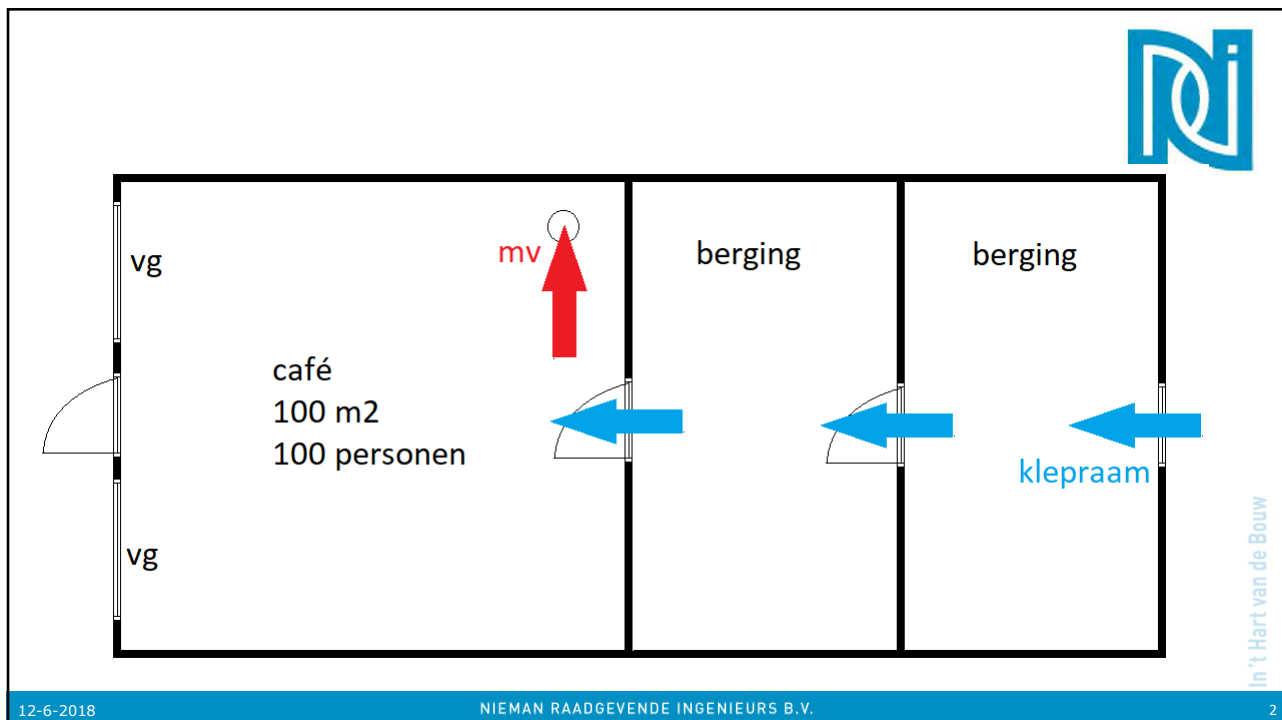 vg
mv
berging
berging
café
100 m2
100 personen
klepraam
vg
In't Hart van de Bouw
12-6-2018
NIEMAN RAADGEVENDE INGENIEURS B.V.
2